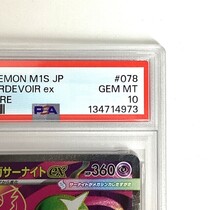 EMON M1S JP #078
RDEVOIR ex GEM MT
RE 10
PSA 134714973
ガサーナイトex 360